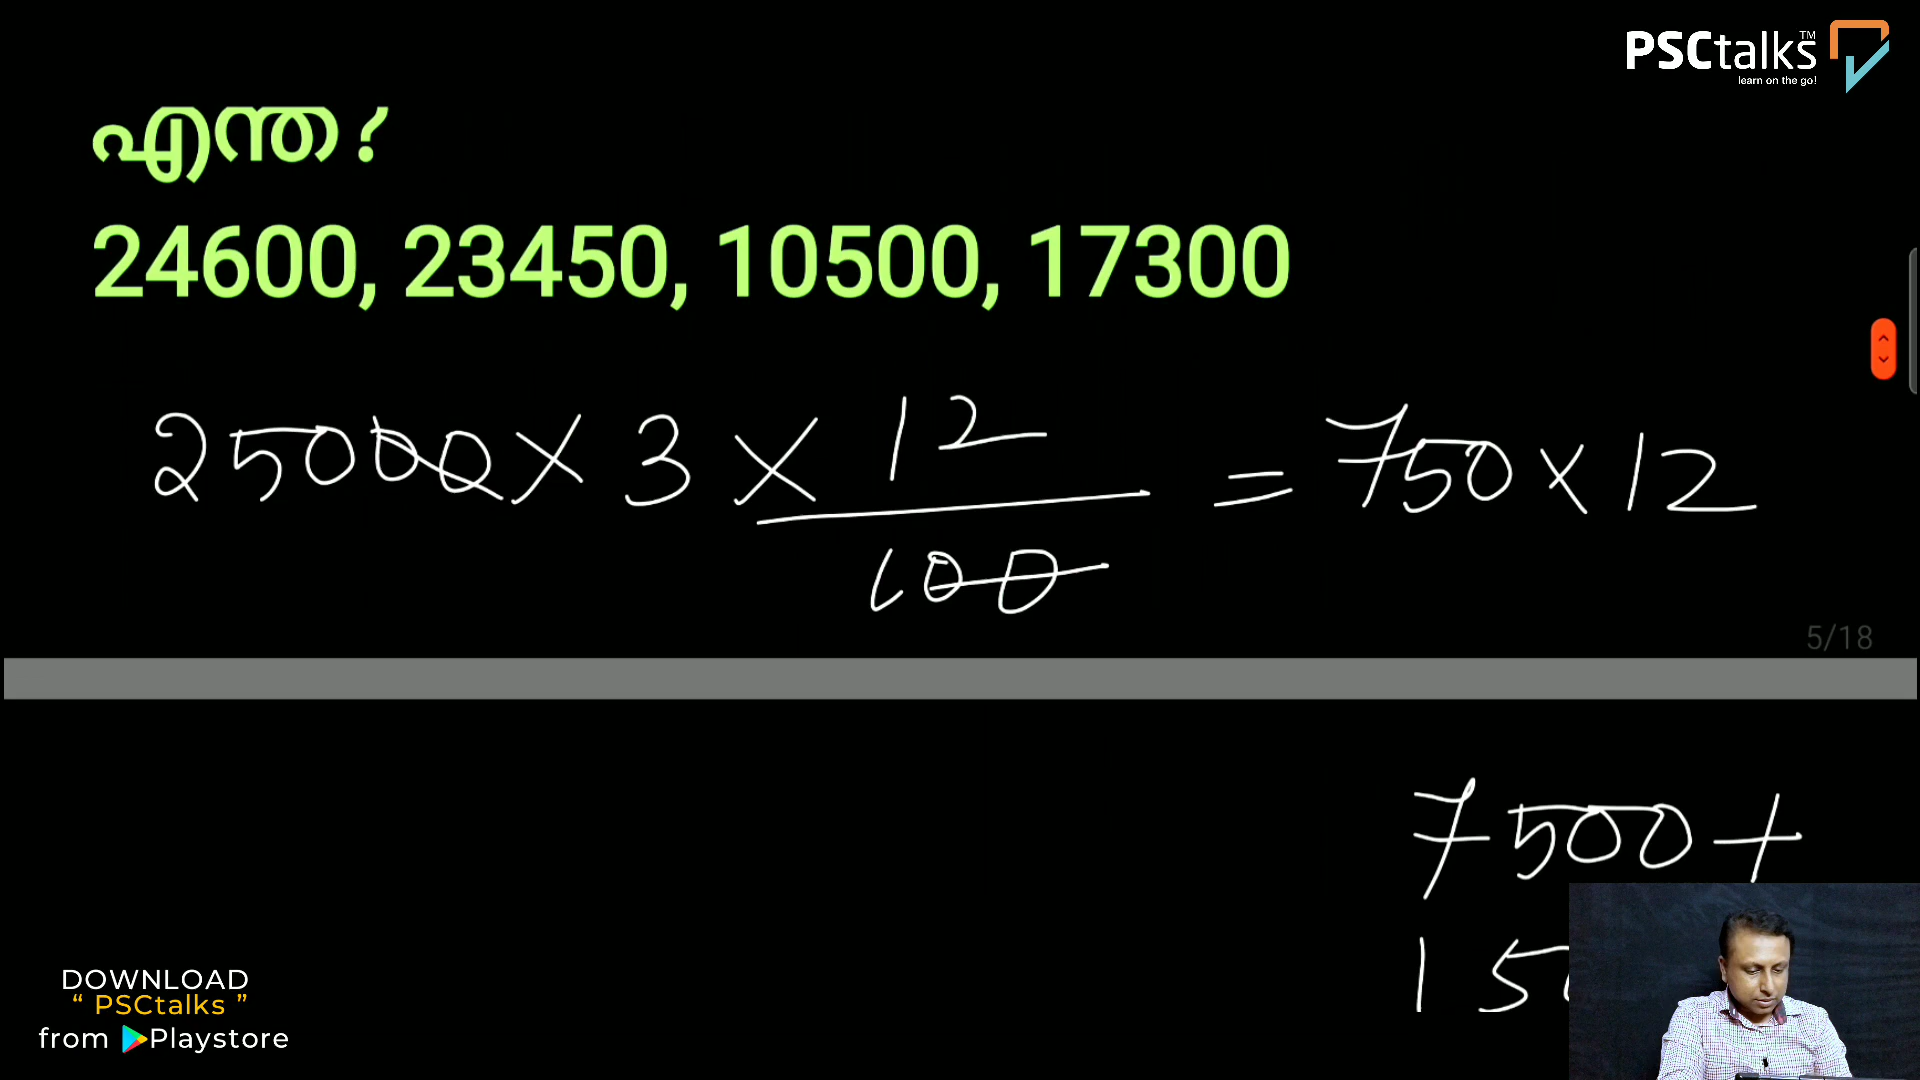 PSCtalks™
learn on the go!
എന്ത?
24600, 23450, 10500, 17300
25000 × 3 × 12 = 750 × 12
100
5/18
7500 +
DOWNLOAD
“ PSCtalks ”
from Playstore